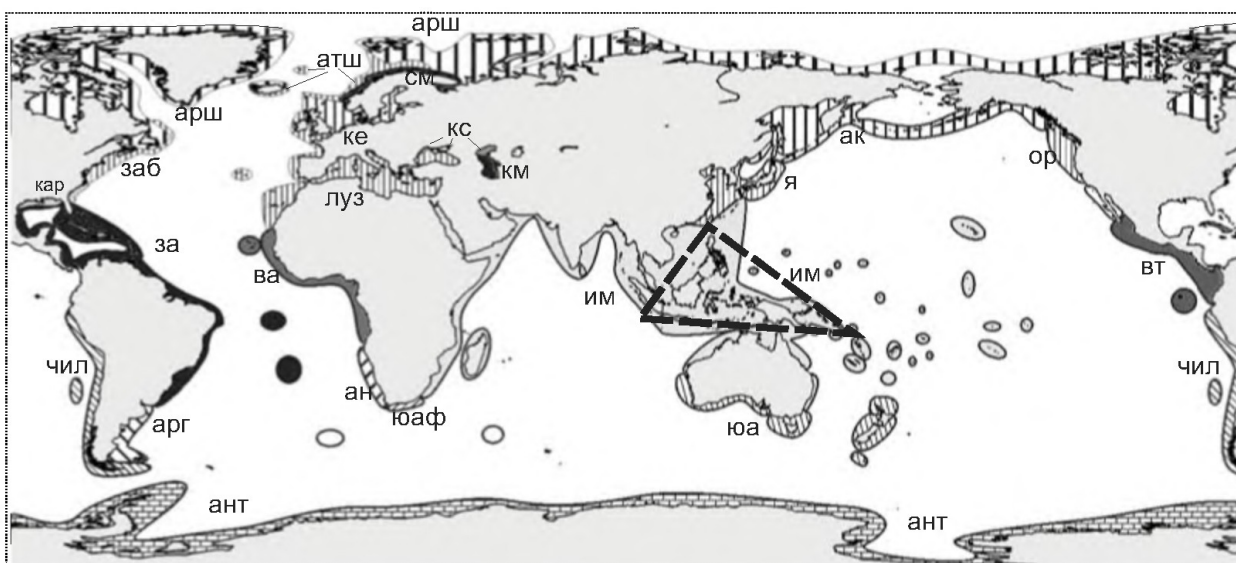 арш
атш
см
арш
ке
кс
ак
заб
км
ор
кар
луз
я
за
ва
им
им
вт
чил
ан
чил
арг
юаф
юа
ант
ант